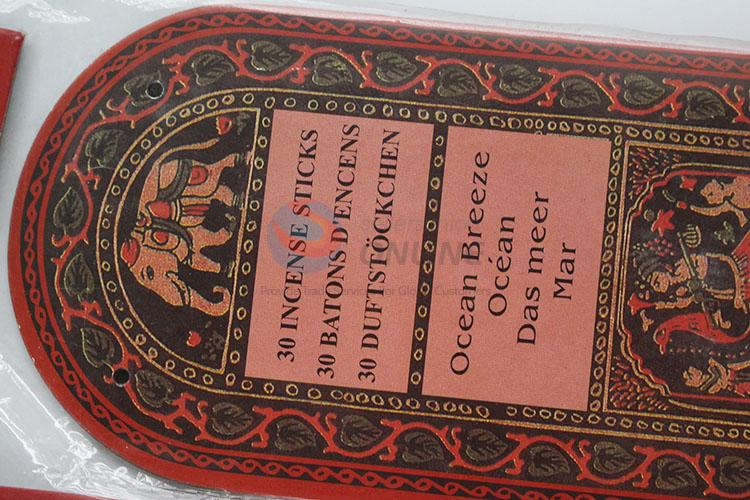 30 INCENSE STICKS
30 BATONS D'ENCENS
30 DUFTSTÖCKCHEN
Ocean Breeze
Océan
Das meer
Mar